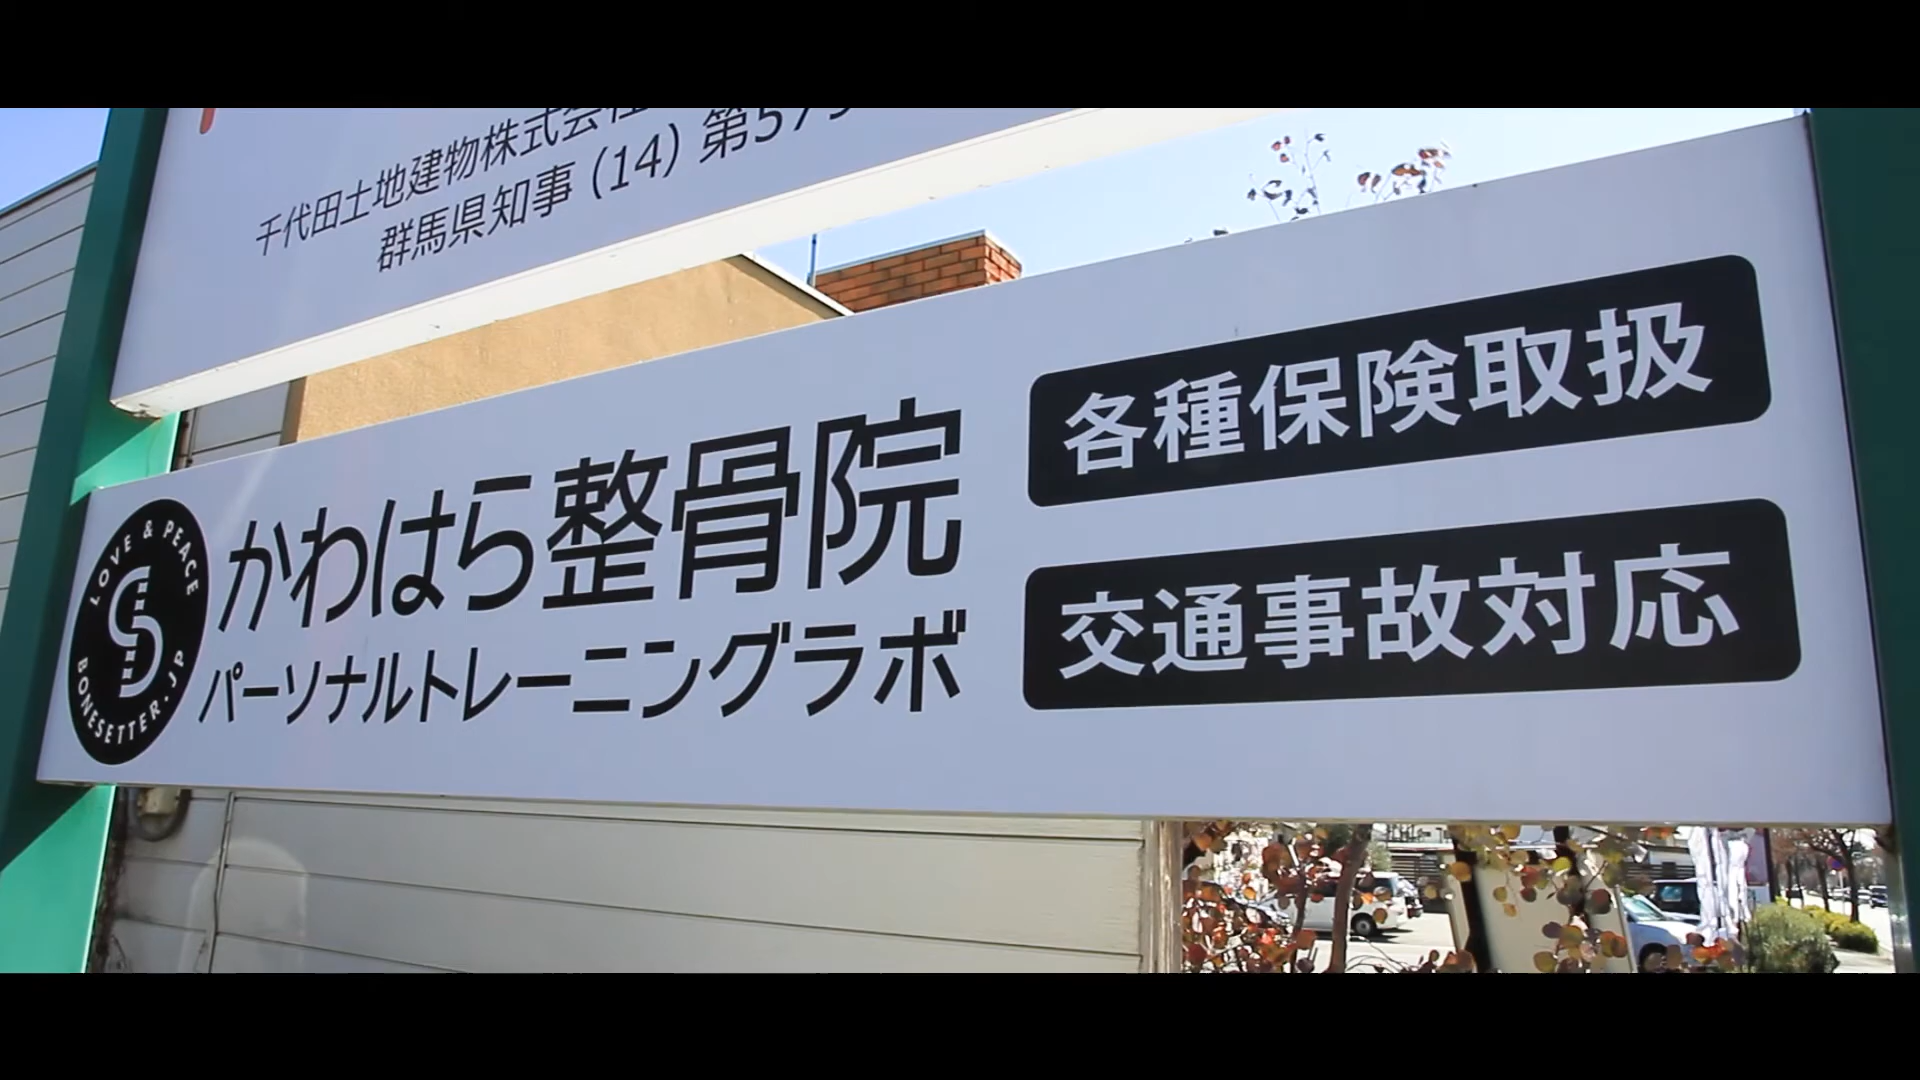 千代田土地建物株式会社
群馬県知事 (14) 第579
LOVE & PEACE
BONESETTER.JP
かわはら整骨院
パーソナルトレーニングラボ
各種保険取扱
交通事故対応